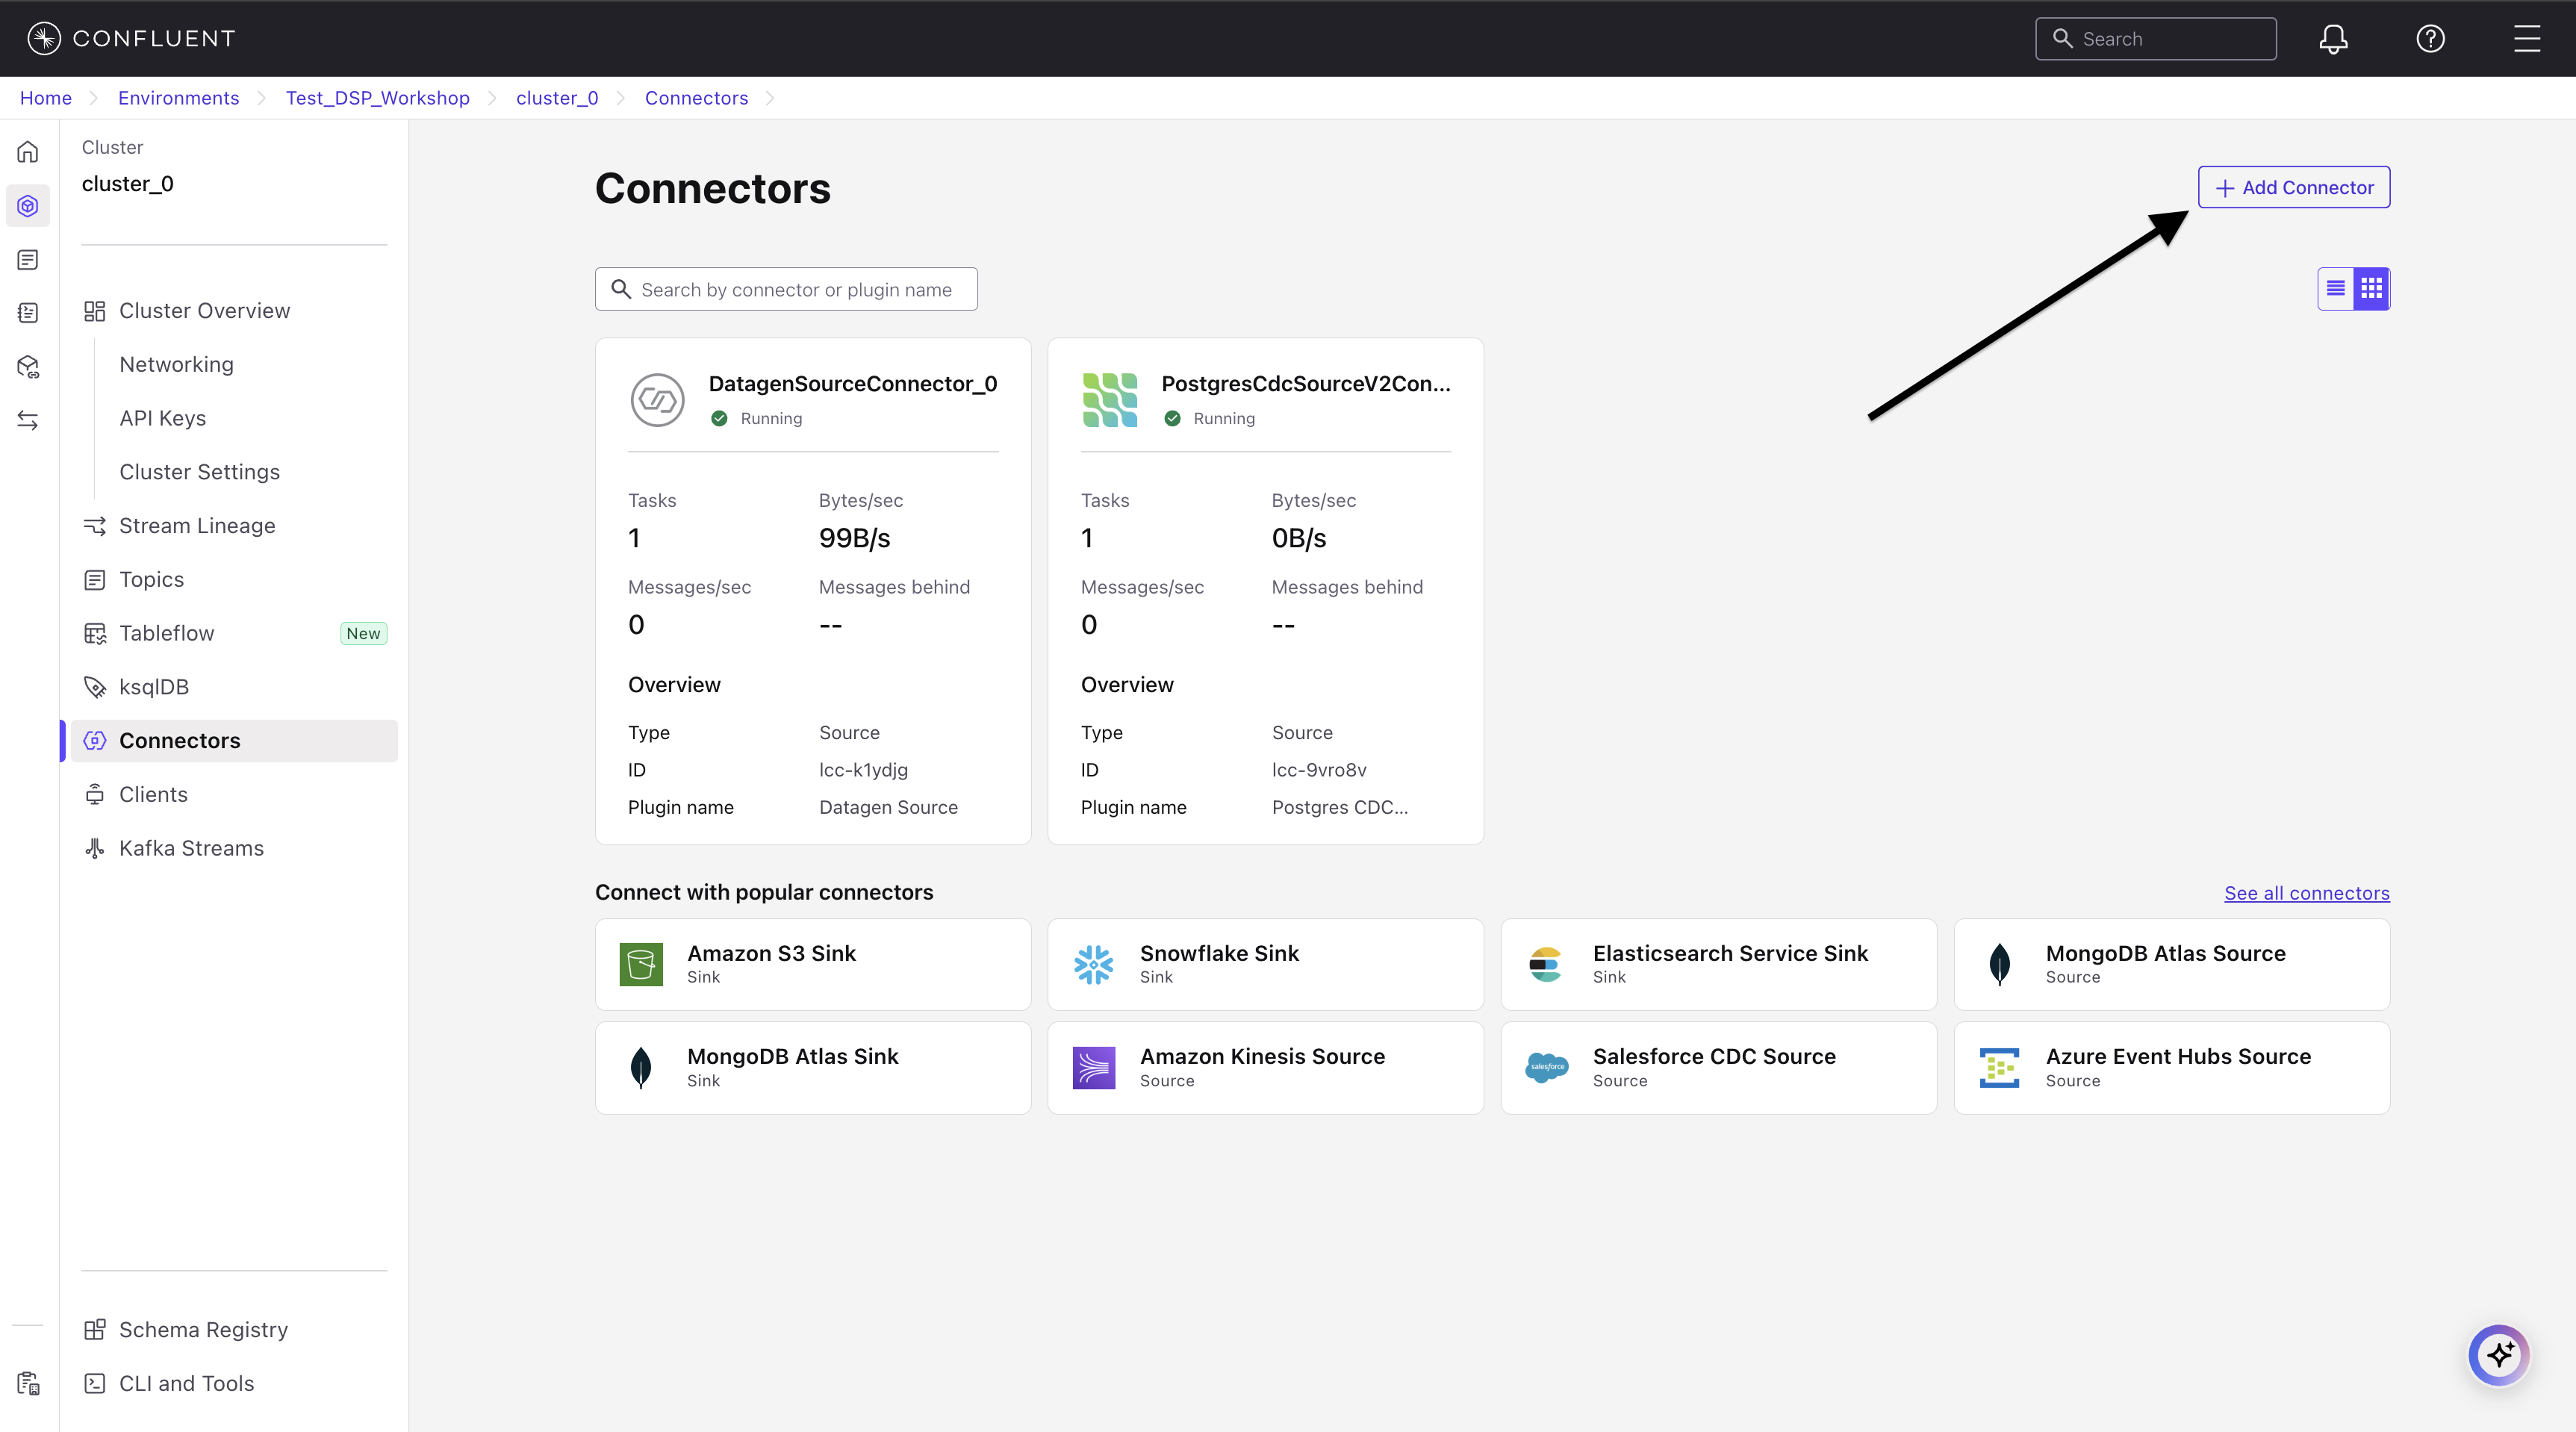 CONFLUENT
Search
Home
Environments
Test_DSP_Workshop
cluster_0
Connectors
Cluster
cluster_0
Cluster Overview
Networking
API Keys
Cluster Settings
Stream Lineage
Topics
Tableflow
New
ksqlDB
Connectors
Clients
Kafka Streams
Schema Registry
CLI and Tools
Connectors
+ Add Connector
Search by connector or plugin name
DatagenSourceConnector_0
Running
Tasks
Bytes/sec
1
99B/s
Messages/sec
Messages behind
0
--
Overview
Type
Source
ID
lcc-k1ydjg
Plugin name
Datagen Source
PostgresCdcSourceV2Con...
Running
Tasks
Bytes/sec
1
0B/s
Messages/sec
Messages behind
0
--
Overview
Type
Source
ID
lcc-9vro8v
Plugin name
Postgres CDC...
Connect with popular connectors
See all connectors
Amazon S3 Sink
Sink
Snowflake Sink
Sink
Elasticsearch Service Sink
Sink
MongoDB Atlas Source
Source
MongoDB Atlas Sink
Sink
Amazon Kinesis Source
Source
salesforce
Salesforce CDC Source
Source
Azure Event Hubs Source
Source